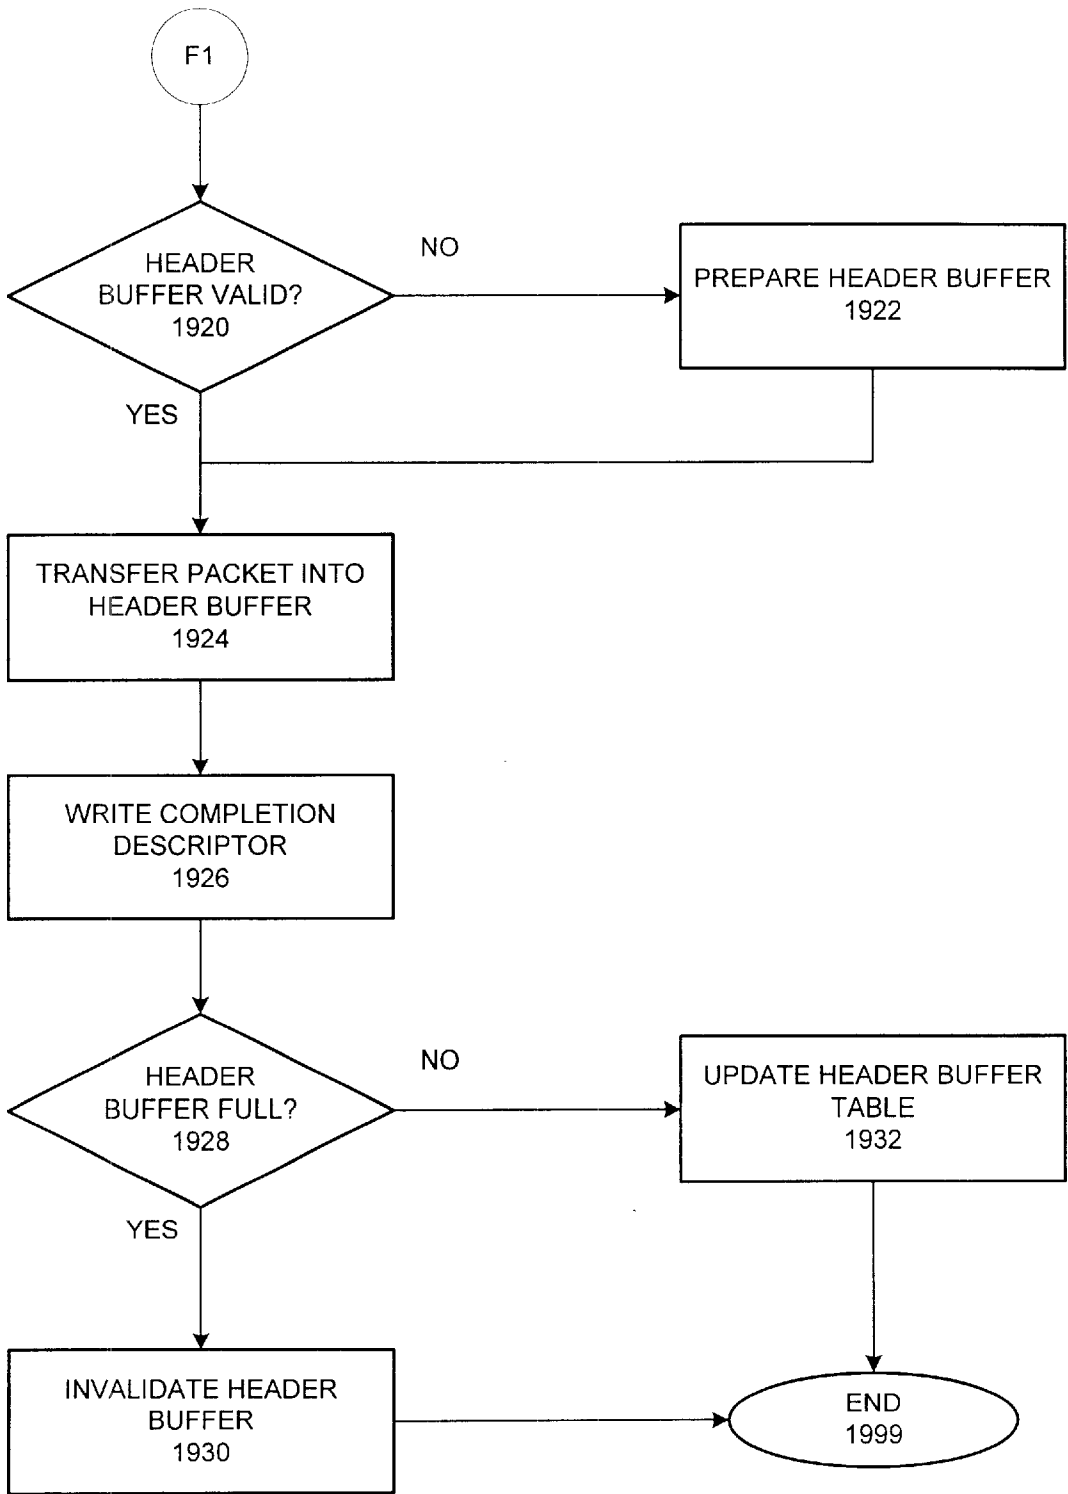 F1
HEADER
BUFFER VALID?
1920
NO
PREPARE HEADER BUFFER
1922
YES
TRANSFER PACKET INTO
HEADER BUFFER
1924
WRITE COMPLETION
DESCRIPTOR
1926
HEADER
BUFFER FULL?
1928
NO
UPDATE HEADER BUFFER
TABLE
1932
YES
INVALIDATE HEADER
BUFFER
1930
END
1999